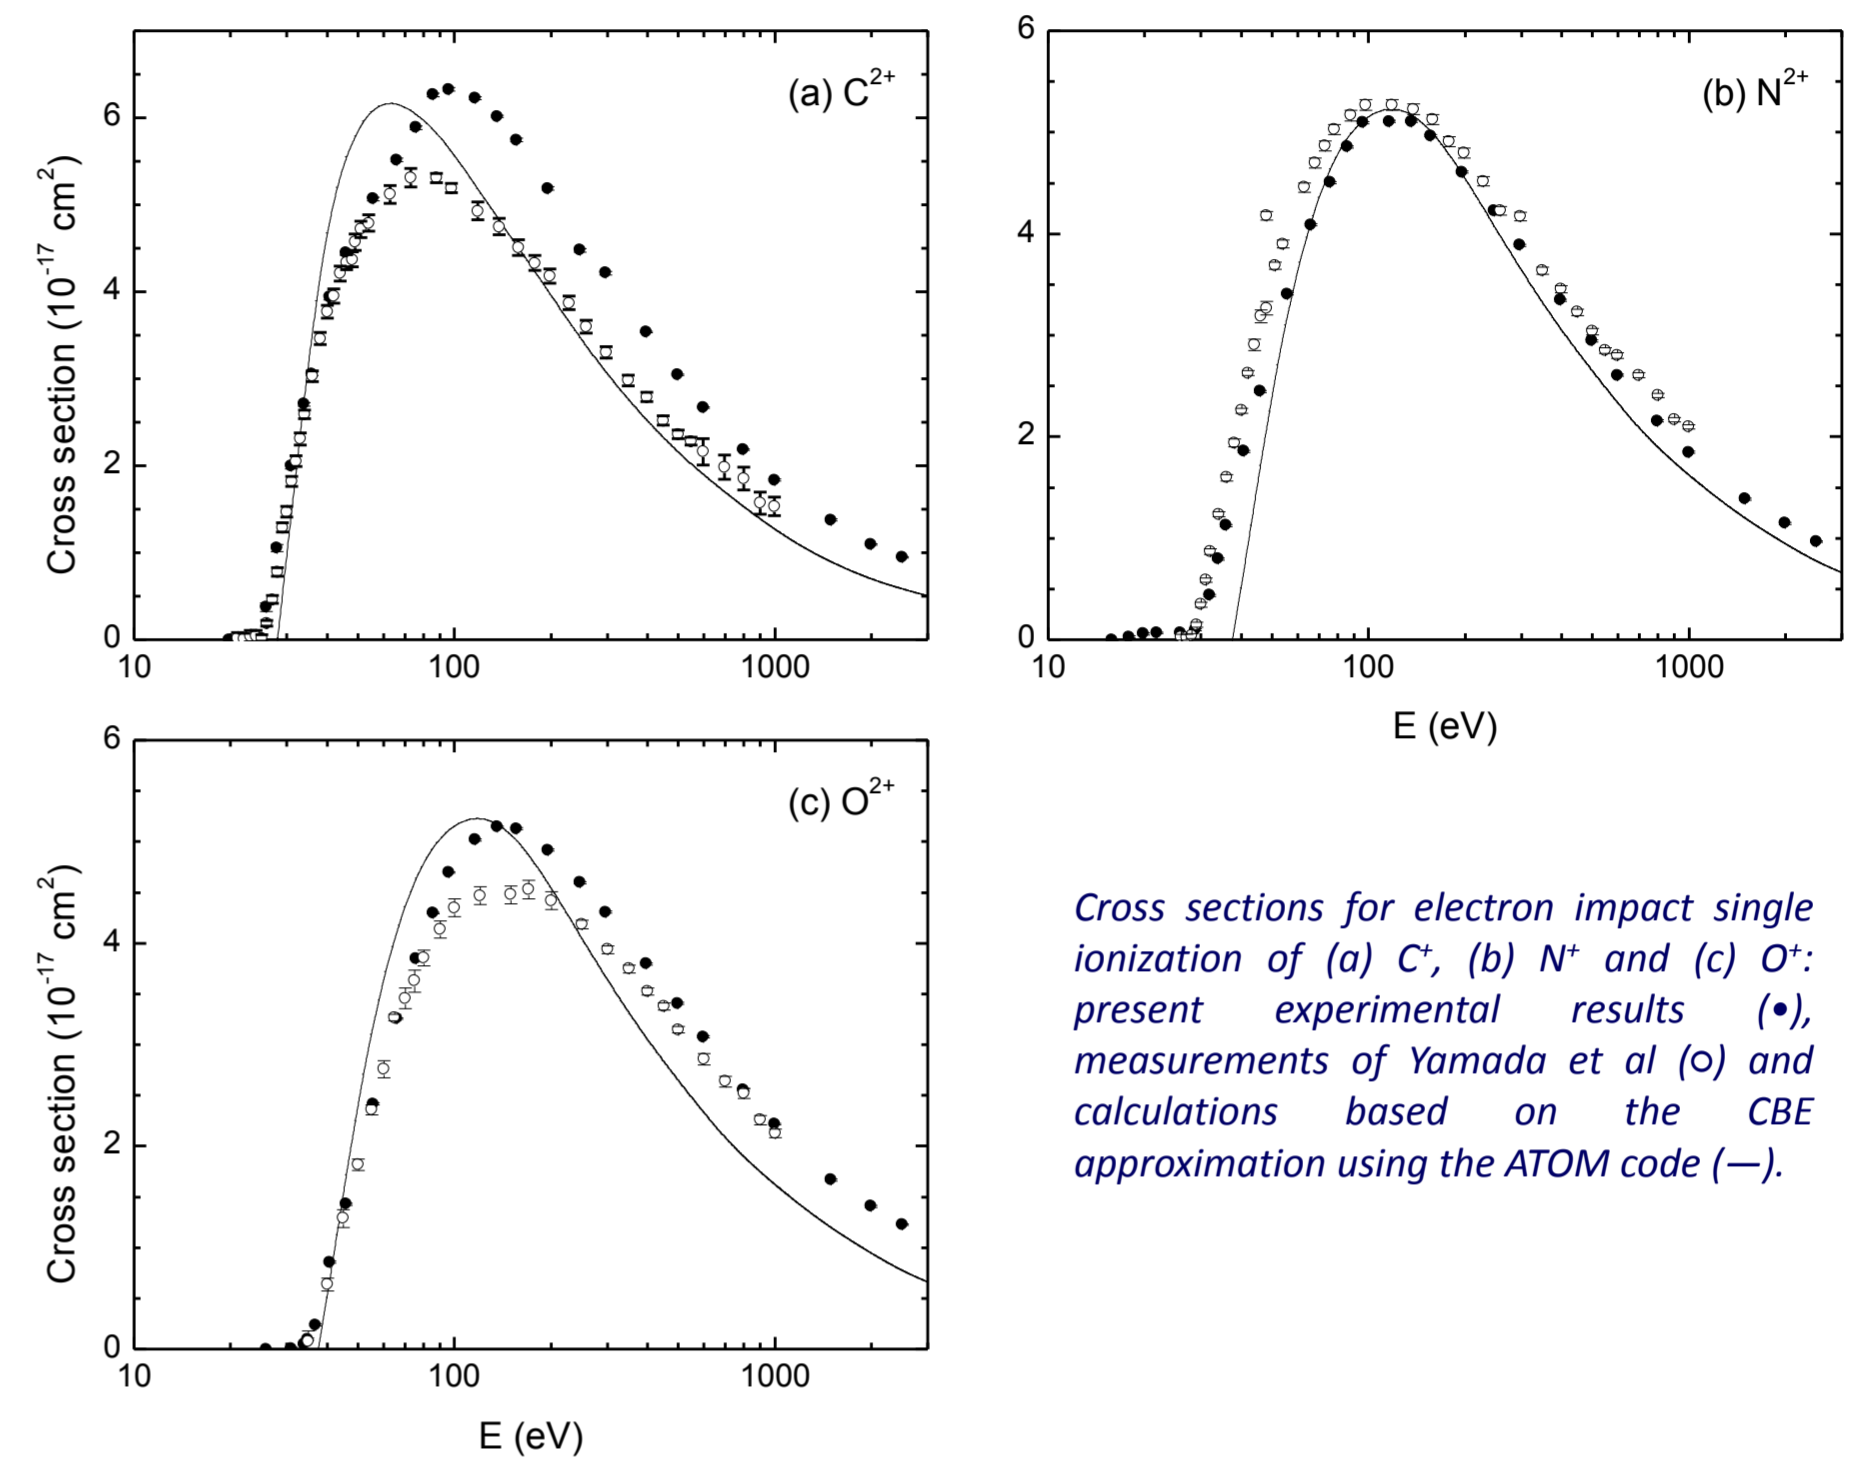 (a) C²⁺
Cross section (10⁻¹⁷ cm²)
6
4
2
0
10
100
1000
(b) N²⁺
6
4
2
0
10
100
1000
E (eV)
(c) O²⁺
Cross section (10⁻¹⁷ cm²)
6
4
2
0
10
100
1000
E (eV)
Cross sections for electron impact single
ionization of (a) C⁺, (b) N⁺ and (c) O⁺:
present experimental results (●),
measurements of Yamada et al (○) and
calculations based on the CBE
approximation using the ATOM code (—).